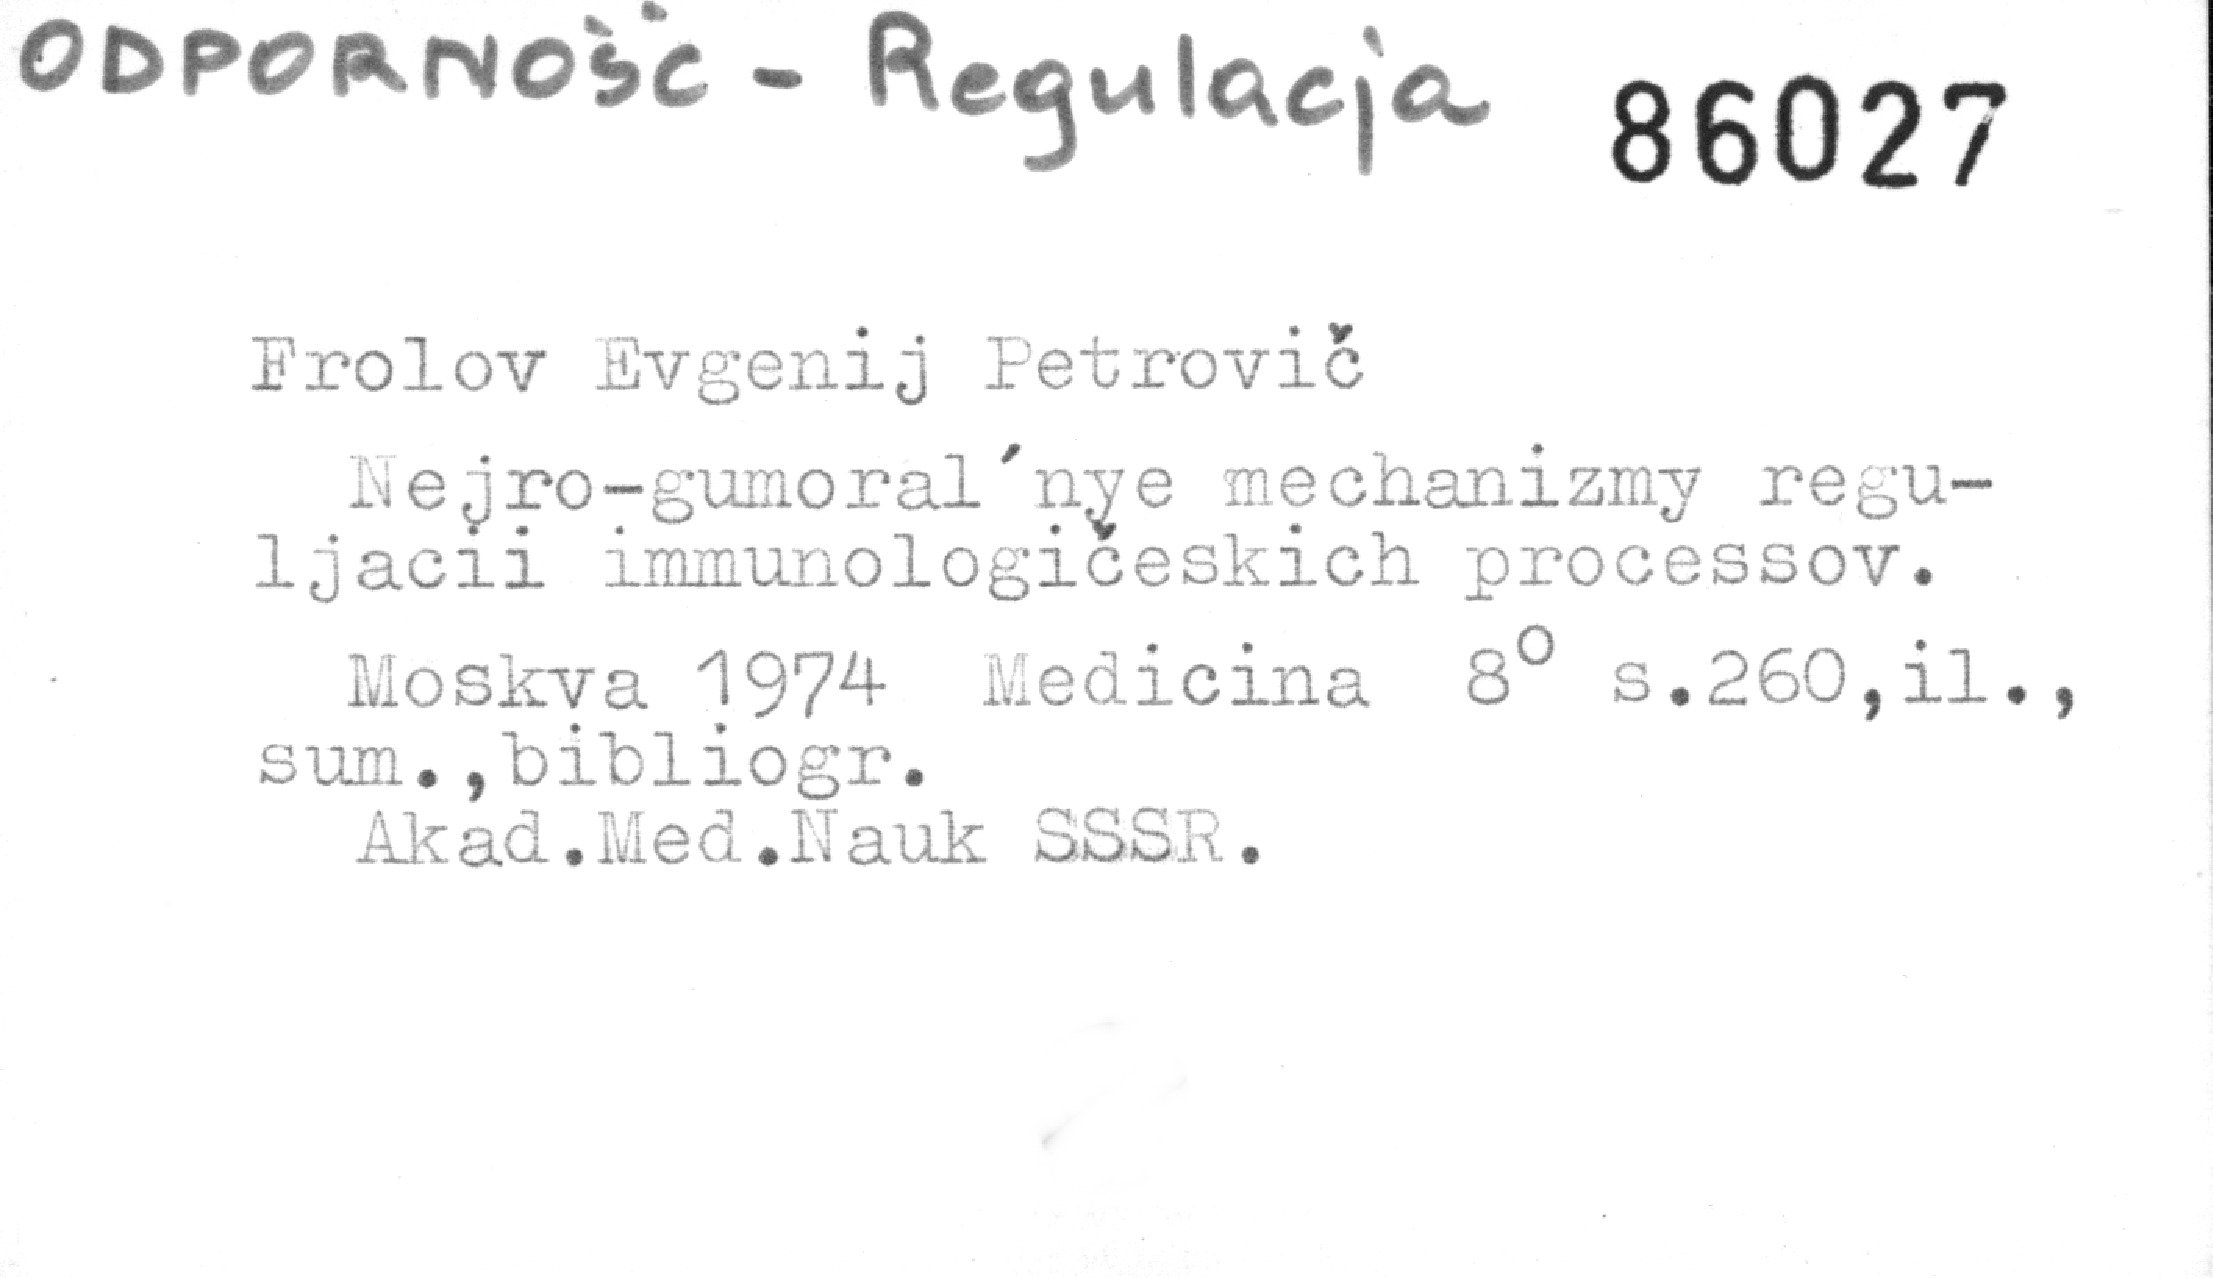 ODPORNOŚĆ - Regulacja 86027
Frolov Evgenij Petrovič
Nejro-gumoral´nye mechanizmy regu-
ljacii immunologičeskich processov.
Moskva 1974 Medicina 8° s.260,il.,
sum.,bibliogr.
Akad.Med.Nauk SSSR.